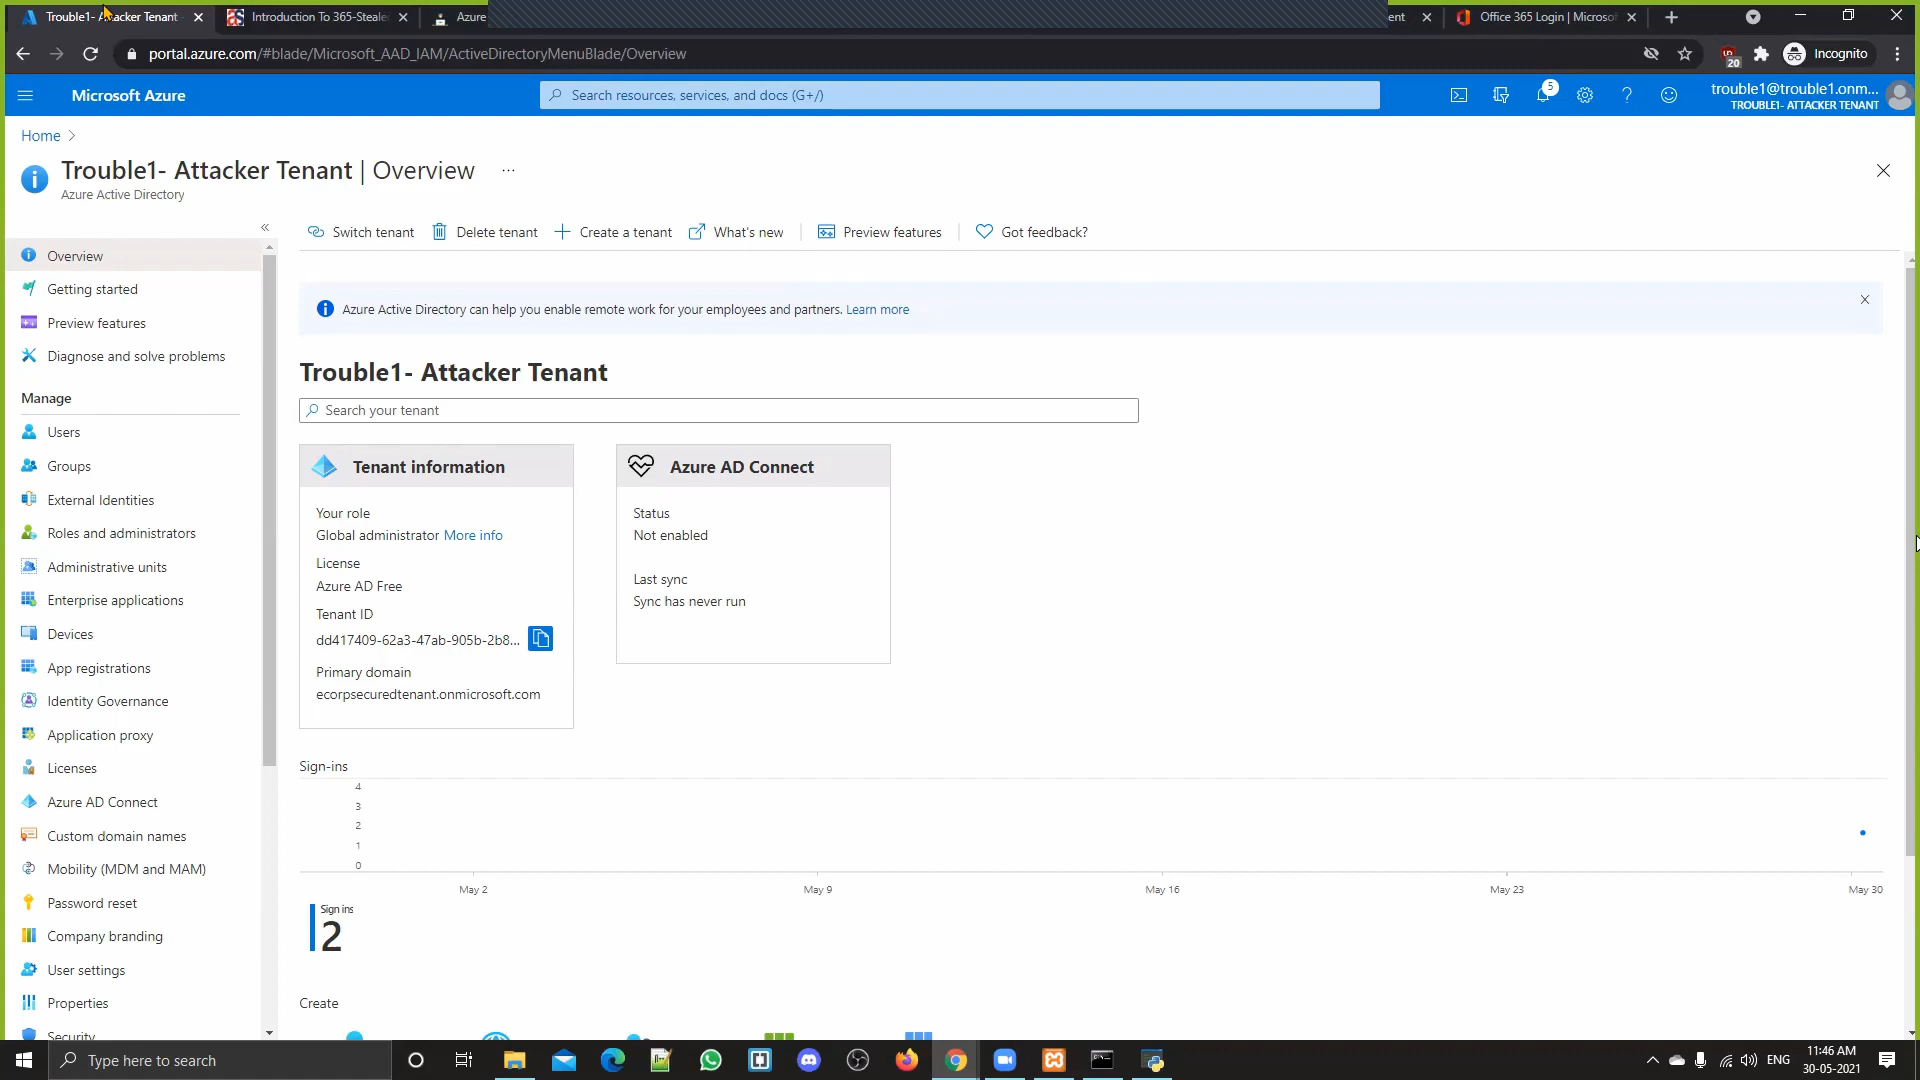 Trouble1- Attacker Tenant
Introduction To 365-Stealer
Azure
ent
Office 365 Login | Microsof
portal.azure.com/#blade/Microsoft_AAD_IAM/ActiveDirectoryMenuBlade/Overview
20
Incognito
Microsoft Azure
Search resources, services, and docs (G+/)
5
trouble1@trouble1.onm...
TROUBLE1- ATTACKER TENANT
Home
Trouble1- Attacker Tenant | Overview
...
Azure Active Directory
Switch tenant
Delete tenant
Create a tenant
What's new
Preview features
Got feedback?
Overview
Getting started
Preview features
Diagnose and solve problems
Manage
Users
Groups
External Identities
Roles and administrators
Administrative units
Enterprise applications
Devices
App registrations
Identity Governance
Application proxy
Licenses
Azure AD Connect
Custom domain names
Mobility (MDM and MAM)
Password reset
Company branding
User settings
Properties
Security
Azure Active Directory can help you enable remote work for your employees and partners. Learn more
Trouble1- Attacker Tenant
Search your tenant
Tenant information
Your role
Global administrator More info
License
Azure AD Free
Tenant ID
dd417409-62a3-47ab-905b-2b8...
Primary domain
ecorpsecuredtenant.onmicrosoft.com
Azure AD Connect
Status
Not enabled
Last sync
Sync has never run
Sign-ins
4
3
2
1
0
May 2
May 9
May 16
May 23
May 30
Sign ins
2
Create
Type here to search
ENG
11:46 AM
30-05-2021